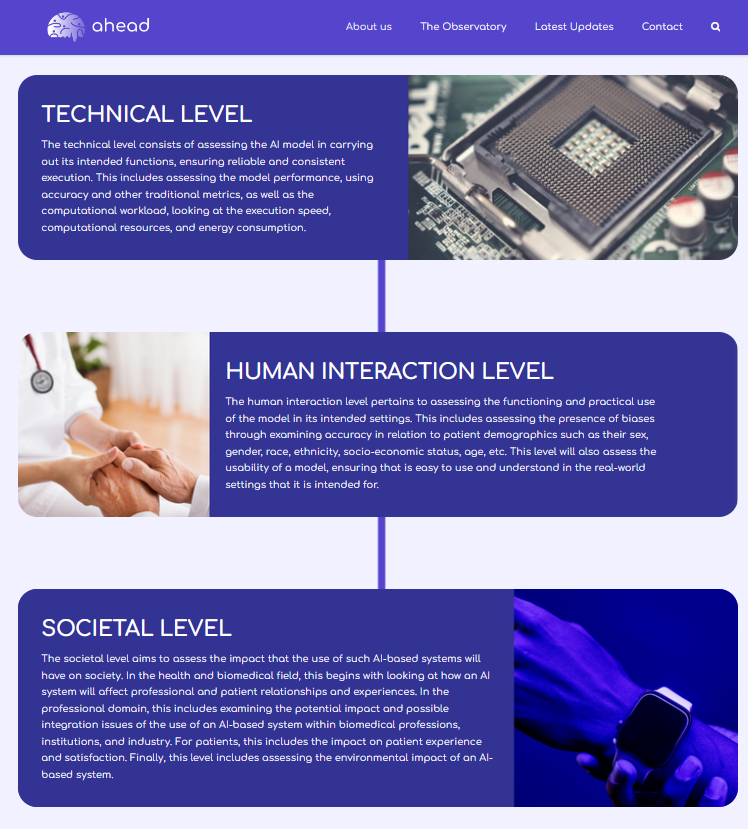 ahead
About us
The Observatory
Latest Updates
Contact
TECHNICAL LEVEL
The technical level consists of assessing the AI model in carrying
out its intended functions, ensuring reliable and consistent
execution. This includes assessing the model performance, using
accuracy and other traditional metrics, as well as the
computational workload, looking at the execution speed,
computational resources, and energy consumption.
HUMAN INTERACTION LEVEL
The human interaction level pertains to assessing the functioning and practical use
of the model in its intended settings. This includes assessing the presence of biases
through examining accuracy in relation to patient demographics such as their sex,
gender, race, ethnicity, socio-economic status, age, etc. This level will also assess the
usability of a model, ensuring that is easy to use and understand in the real-world
settings that it is intended for.
SOCIETAL LEVEL
The societal level aims to assess the impact that the use of such AI-based systems will
have on society. In the health and biomedical field, this begins with looking at how an AI
system will affect professional and patient relationships and experiences. In the
professional domain, this includes examining the potential impact and possible
integration issues of the use of an AI-based system within biomedical professions,
institutions, and industry. For patients, this includes the impact on patient experience
and satisfaction. Finally, this level includes assessing the environmental impact of an AI-
based system.